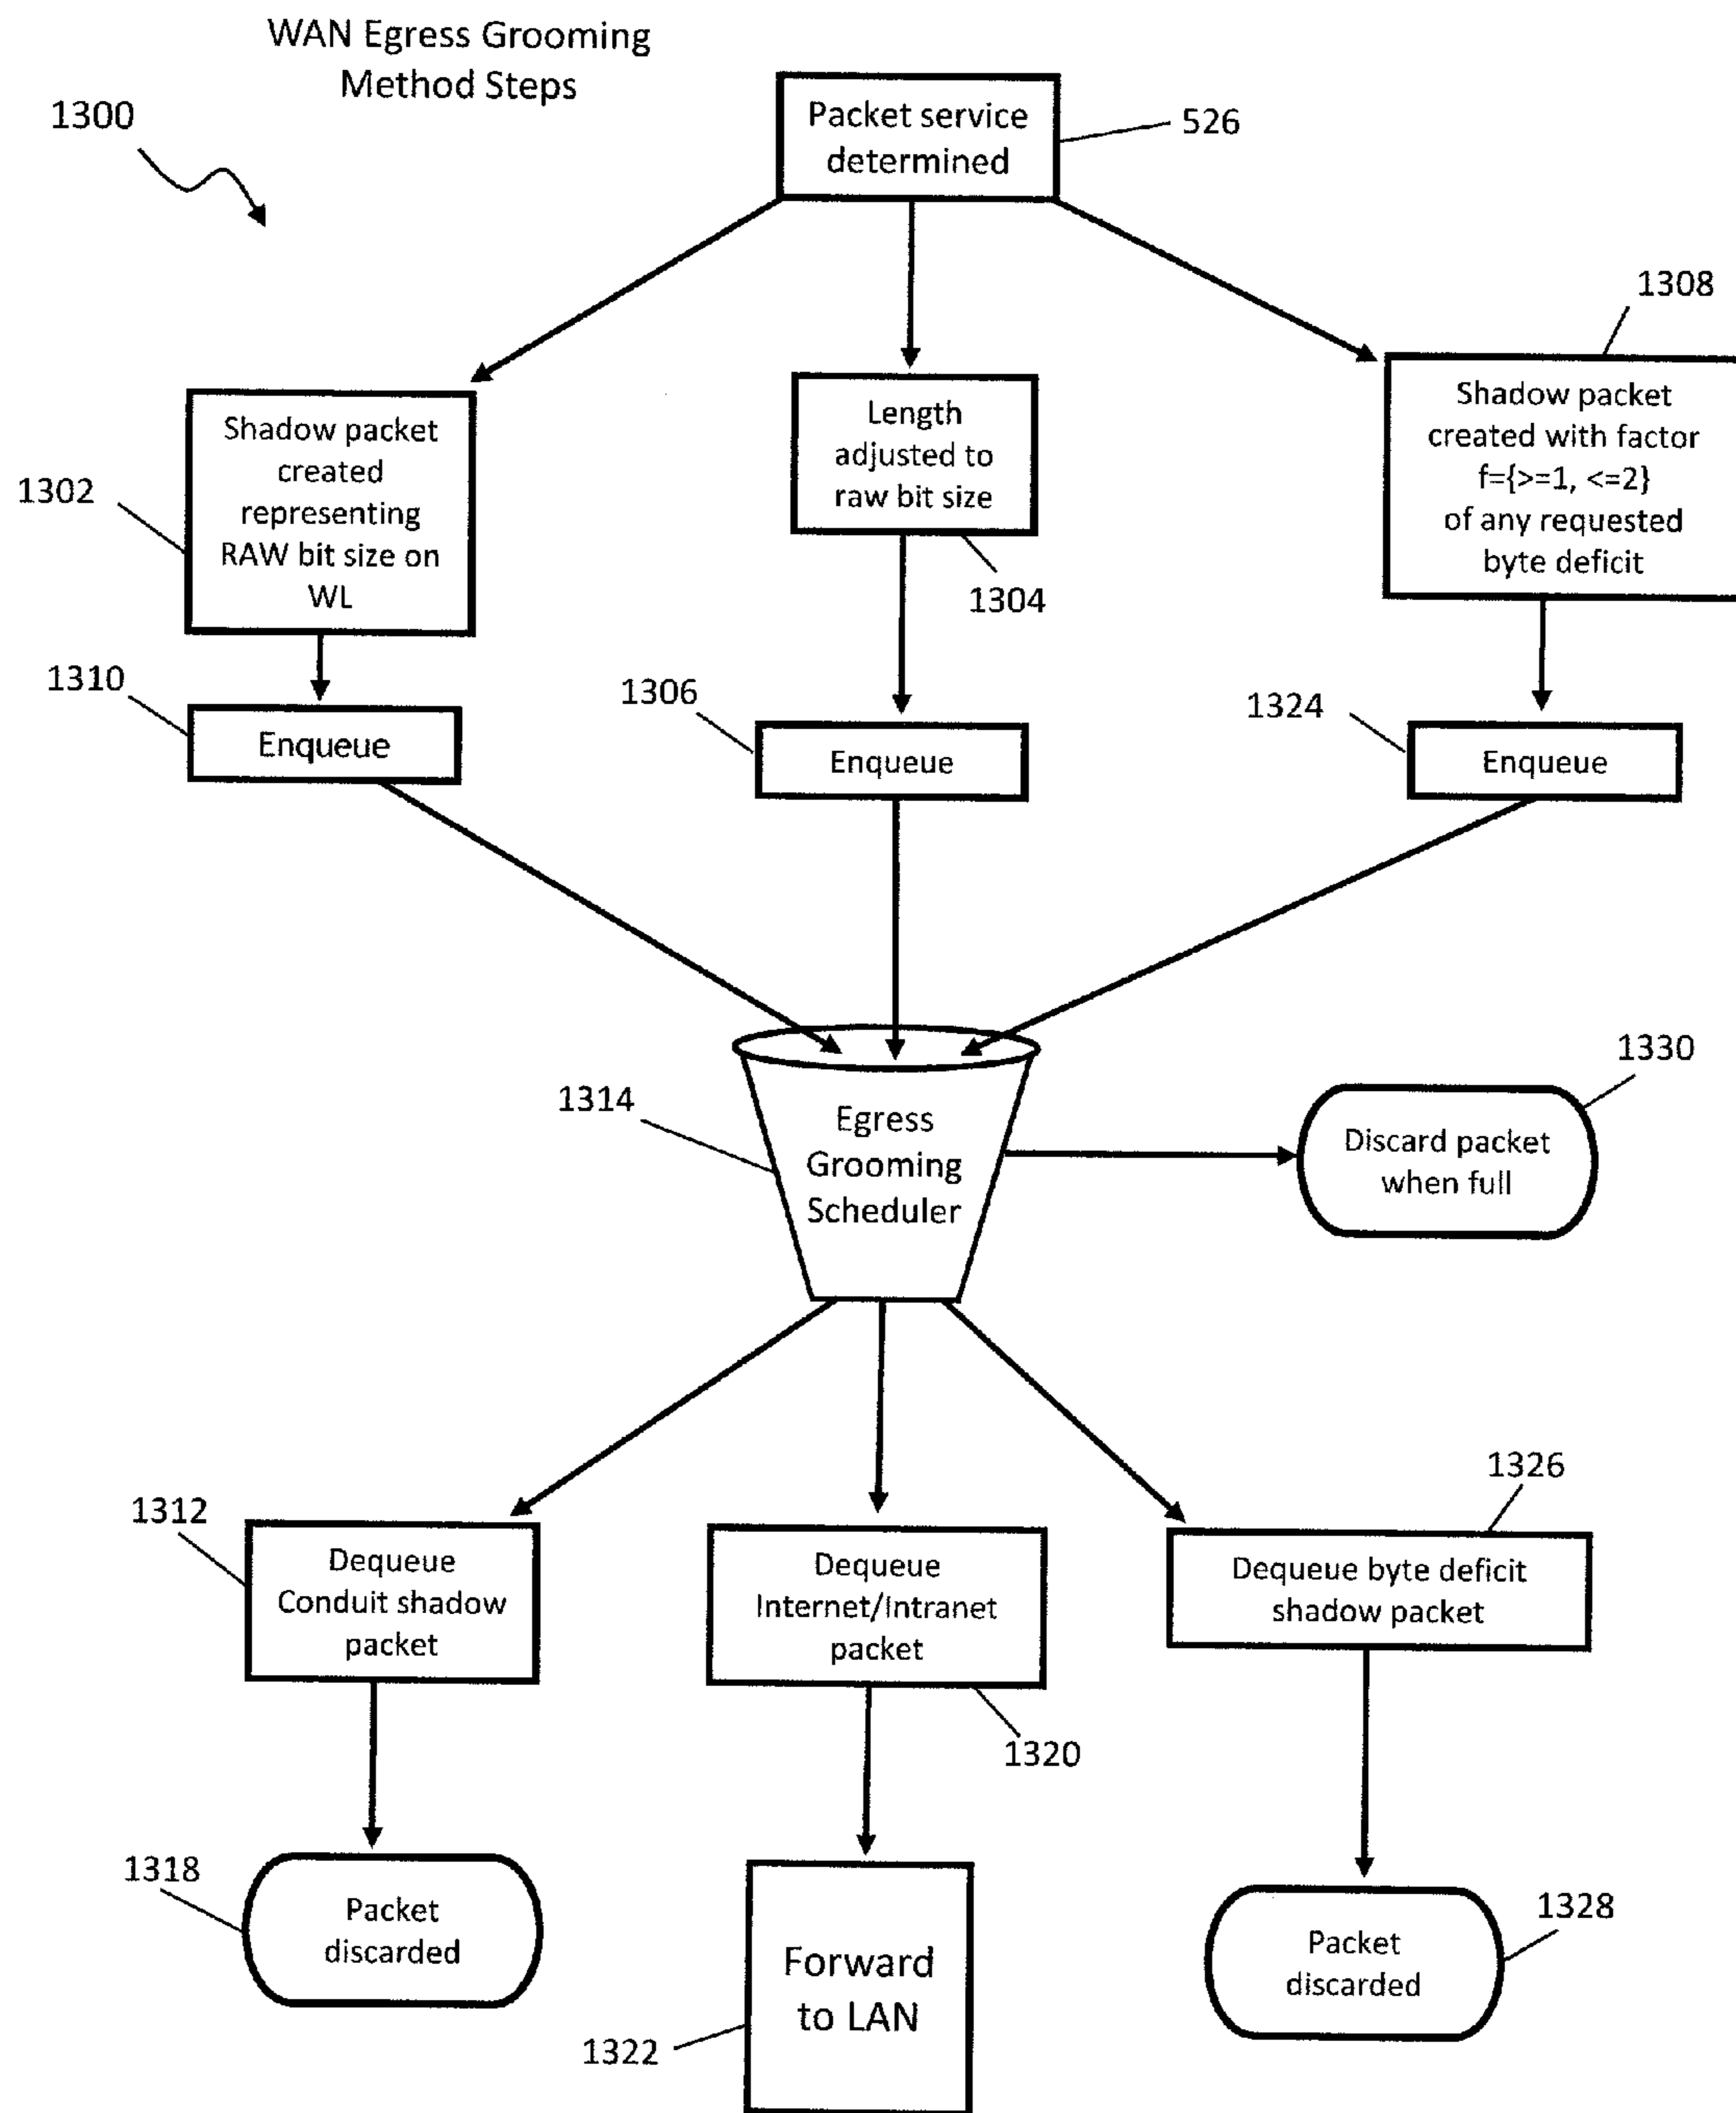 WAN Egress Grooming
Method Steps
1300
Packet service
determined
526
1308
Shadow packet
created
representing
RAW bit size on
WL
1302
Length
adjusted to
raw bit size
1304
Shadow packet
created with factor
f={>=1, <=2}
of any requested
byte deficit
1310
Enqueue
1306
Enqueue
1324
Enqueue
1314
Egress
Grooming
Scheduler
1330
Discard packet
when full
1312
Dequeue
Conduit shadow
packet
Dequeue
Internet/Intranet
packet
1320
1326
Dequeue byte deficit
shadow packet
1318
Packet
discarded
Forward
to LAN
1322
1328
Packet
discarded